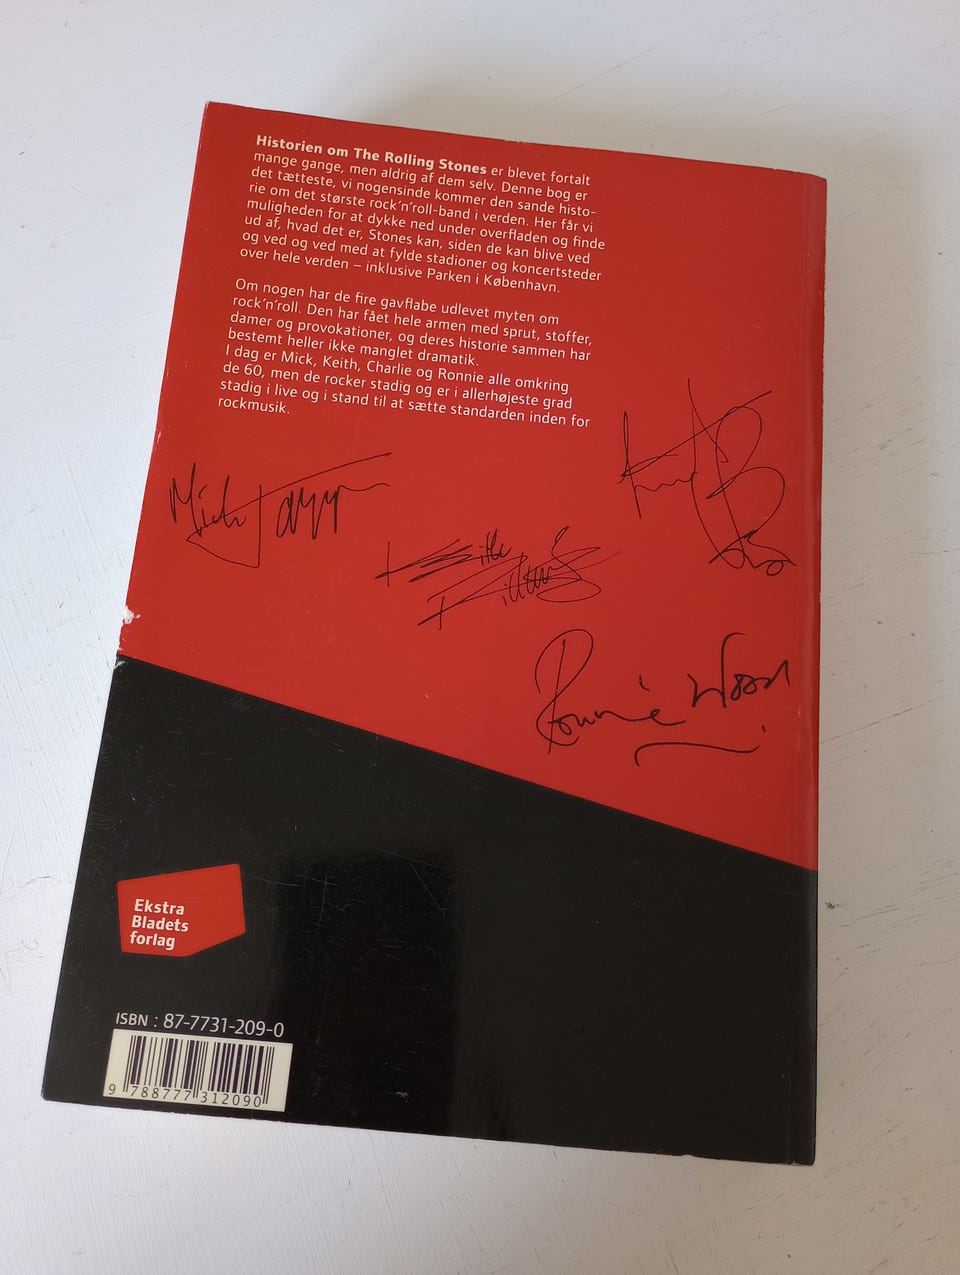 Historien om The Rolling Stones er blevet fortalt
mange gange, men aldrig af dem selv. Denne bog er
det tætteste, vi nogensinde kommer den sande histo-
rie om det største rock'n'roll-band i verden. Her får vi
muligheden for at dykke ned under overfladen og finde
ud af, hvad det er, Stones kan, siden de kan blive ved
og ved og ved med at fylde stadioner og koncertsteder
over hele verden – inklusive Parken i København.
Om nogen har de fire gavflabe udlevet myten om
rock'n'roll. Den har fået hele armen med sprut, stoffer,
damer og provokationer, og deres historie sammen har
bestemt heller ikke manglet dramatik.
I dag er Mick, Keith, Charlie og Ronnie alle omkring
de 60, men de rocker stadig og er i allerhøjeste grad
stadig i live og i stand til at sætte standarden inden for
rockmusik.
Mick Jagger
Keith
Richards
Ronnie Wood
Ekstra
Bladets
forlag
ISBN : 87-7731-209-0
9 788777 312090